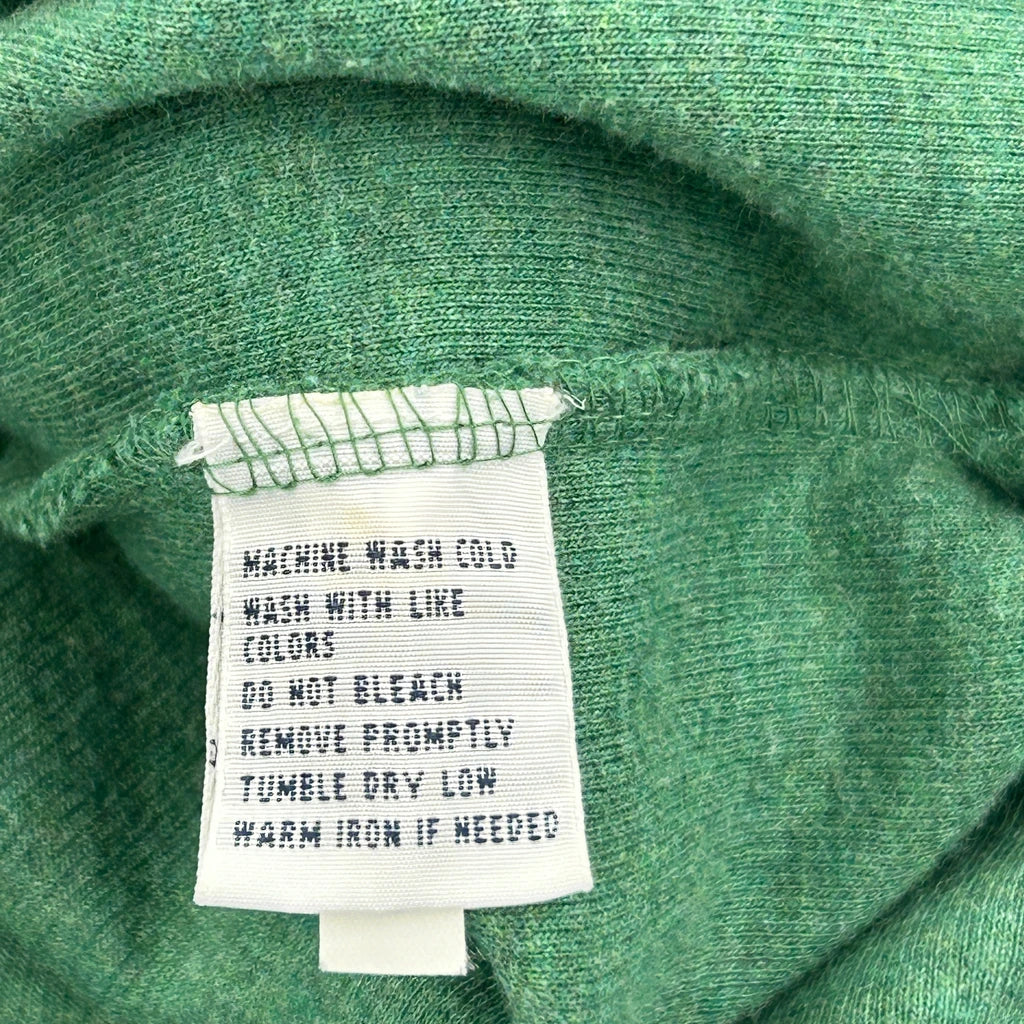 MACHINE WASH COLD
WASH WITH LIKE
COLORS
DO NOT BLEACH
REMOVE PROMPTLY
TUMBLE DRY LOW
WARM IRON IF NEEDED